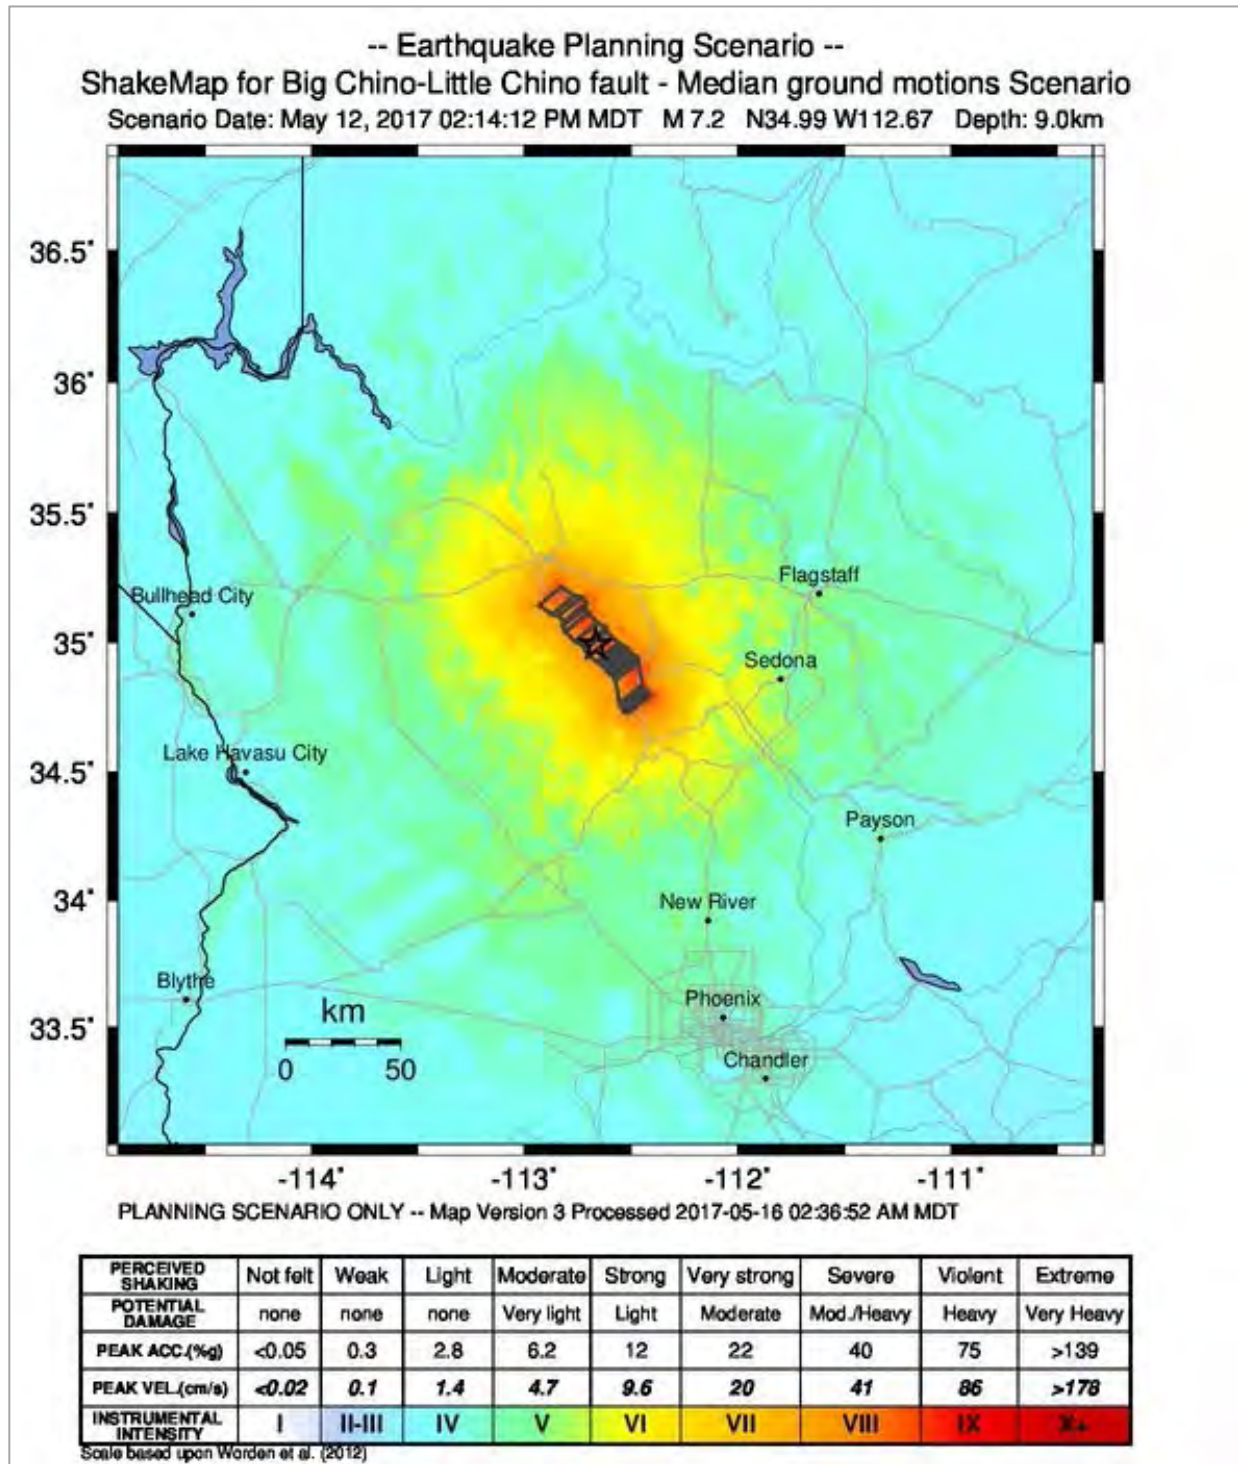 -- Earthquake Planning Scenario --
ShakeMap for Big Chino-Little Chino fault - Median ground motions Scenario
Scenario Date: May 12, 2017 02:14:12 PM MDT M 7.2 N34.99 W112.67 Depth: 9.0km
36.5°
36°
35.5°
Flagstaff
Bullhead City
35°
Sedona
Lake Havasu City
34.5°
Payson
34°
New River
Blythe
Phoenix
km
33.5°
Chandler
0 50
-114° -113° -112° -111°
PLANNING SCENARIO ONLY -- Map Version 3 Processed 2017-05-16 02:36:52 AM MDT
PERCEIVED SHAKING Not felt Weak Light Moderate Strong Very strong Severe Violent Extreme
POTENTIAL DAMAGE none none none Very light Light Moderate Mod./Heavy Heavy Very Heavy
PEAK ACC.(%g) <0.05 0.3 2.8 6.2 12 22 40 75 >139
PEAK VEL.(cm/s) <0.02 0.1 1.4 4.7 9.6 20 41 86 >178
INSTRUMENTAL INTENSITY I II-III IV V VI VII VIII IX X+
Scale based upon Worden et al. (2012)